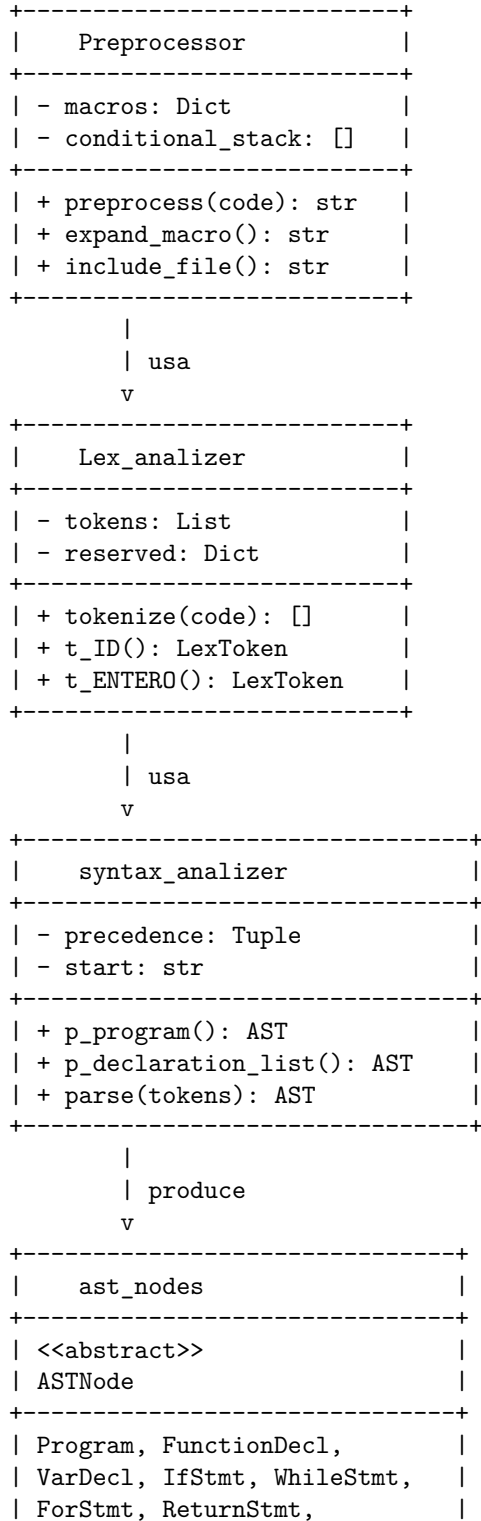 +---------------------------+
|    Preprocessor           |
+---------------------------+
| - macros: Dict            |
| - conditional_stack: []   |
+---------------------------+
| + preprocess(code): str   |
| + expand_macro(): str     |
| + include_file(): str     |
+---------------------------+
        |
        | usa
        v
+---------------------------+
|    Lex_analizer           |
+---------------------------+
| - tokens: List            |
| - reserved: Dict          |
+---------------------------+
| + tokenize(code): []      |
| + t_ID(): LexToken        |
| + t_ENTERO(): LexToken    |
+---------------------------+
        |
        | usa
        v
+--------------------------------+
|    syntax_analizer             |
+--------------------------------+
| - precedence: Tuple            |
| - start: str                   |
+--------------------------------+
| + p_program(): AST             |
| + p_declaration_list(): AST    |
| + parse(tokens): AST           |
+--------------------------------+
        |
        | produce
        v
+-------------------------------+
|    ast_nodes                  |
+-------------------------------+
| <<abstract>>                  |
| ASTNode                       |
+-------------------------------+
| Program, FunctionDecl,        |
| VarDecl, IfStmt, WhileStmt,   |
| ForStmt, ReturnStmt,          |